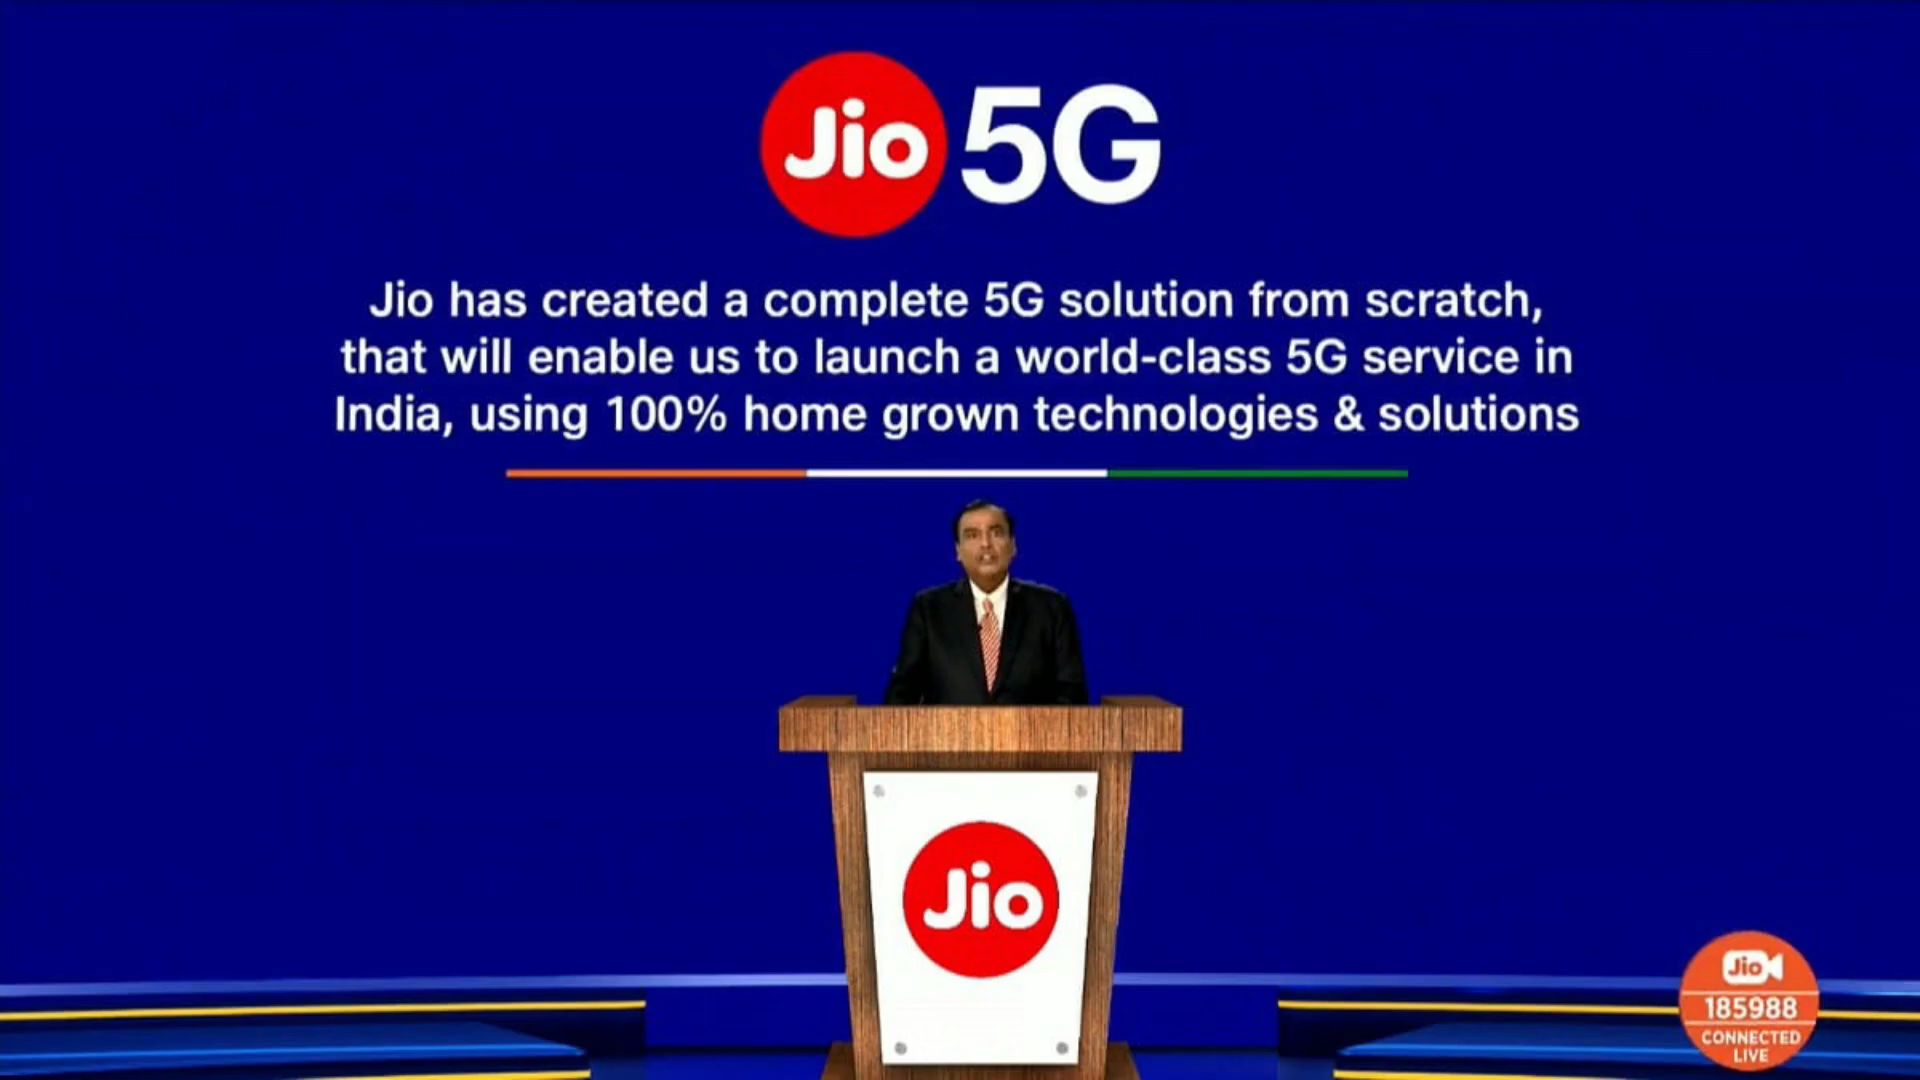 Jio 5G
Jio has created a complete 5G solution from scratch,
that will enable us to launch a world-class 5G service in
India, using 100% home grown technologies & solutions
Jio
Jio
185988
CONNECTED
LIVE